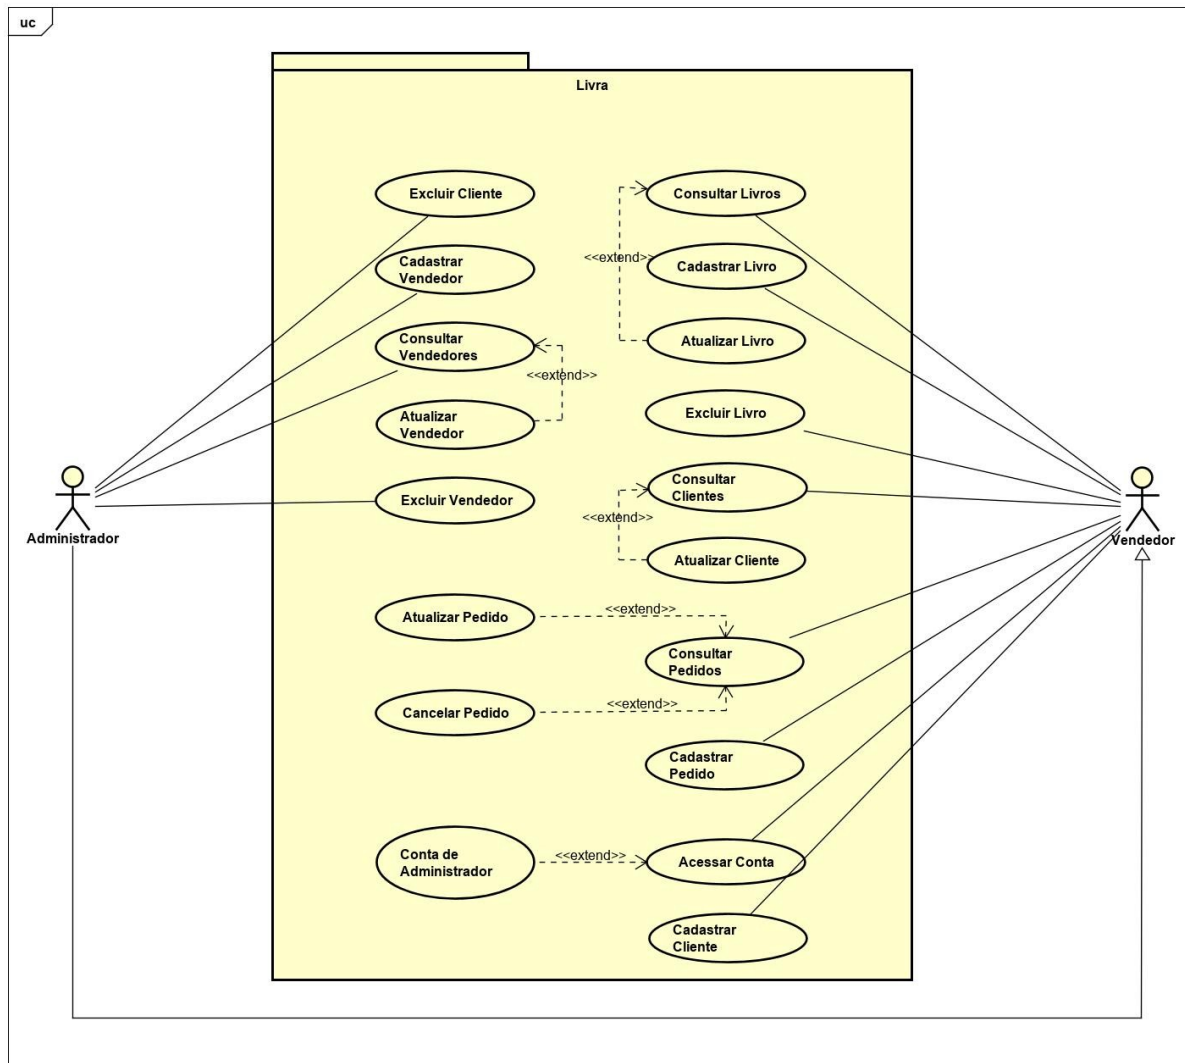 uc
Livra
Excluir Cliente
Consultar Livros
Cadastrar
Vendedor
<<extend>>
Cadastrar Livro
Consultar
Vendedores
Atualizar Livro
<<extend>>
Atualizar
Vendedor
Excluir Livro
Consultar
Clientes
Excluir Vendedor
<<extend>>
Administrador
Vendedor
Atualizar Cliente
Atualizar Pedido
<<extend>>
Consultar
Pedidos
Cancelar Pedido
<<extend>>
Cadastrar
Pedido
Conta de
Administrador
<<extend>>
Acessar Conta
Cadastrar
Cliente